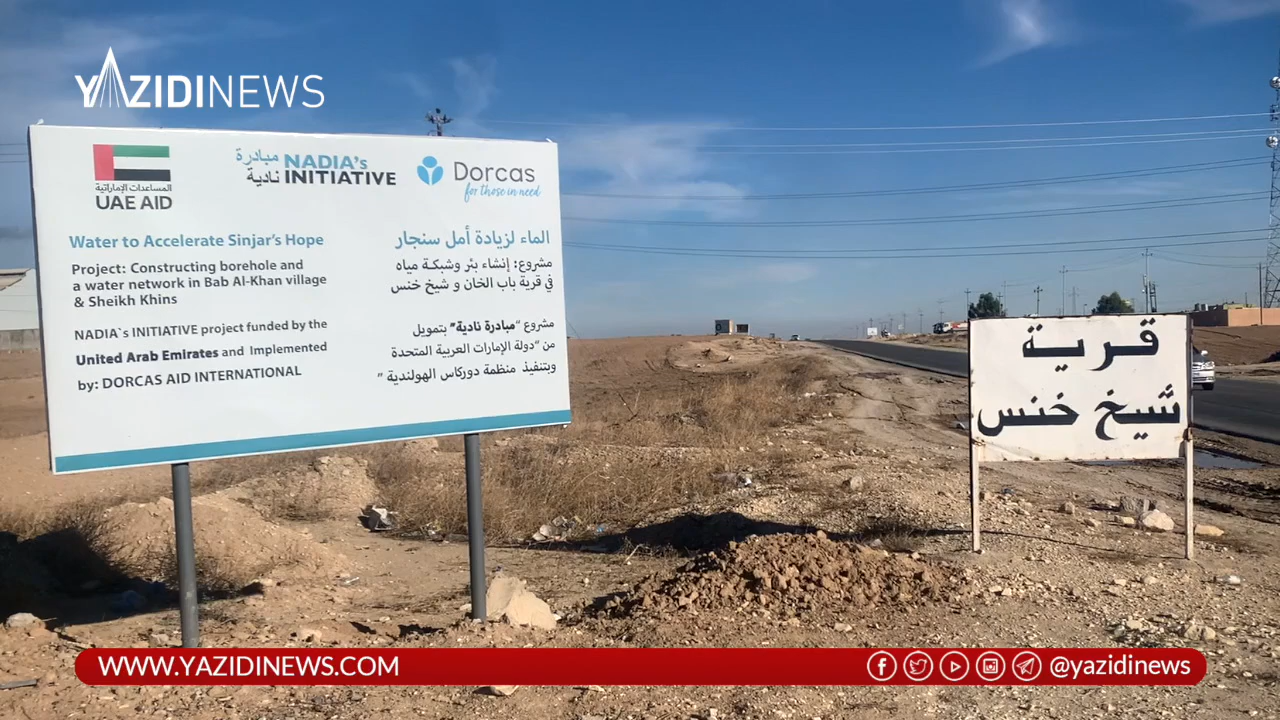 YAZIDINEWS
المساعدات الإماراتية
UAE AID
مبادرة
نادية
NADIA's
INITIATIVE
Dorcas
for those in need
Water to Accelerate Sinjar's Hope
Project: Constructing borehole and
a water network in Bab Al-Khan village
& Sheikh Khins
NADIA`s INITIATIVE project funded by the
United Arab Emirates and Implemented
by: DORCAS AID INTERNATIONAL
الماء لزيادة أمل سنجار
مشروع: إنشاء بئر وشبكة مياه
في قرية باب الخان و شيخ خنس
مشروع “مبادرة نادية” بتمويل
من “دولة الإمارات العربية المتحدة
وبتنفيذ منظمة دوركاس الهولندية ”
قرية
شيخ خنس
WWW.YAZIDINEWS.COM
@yazidinews